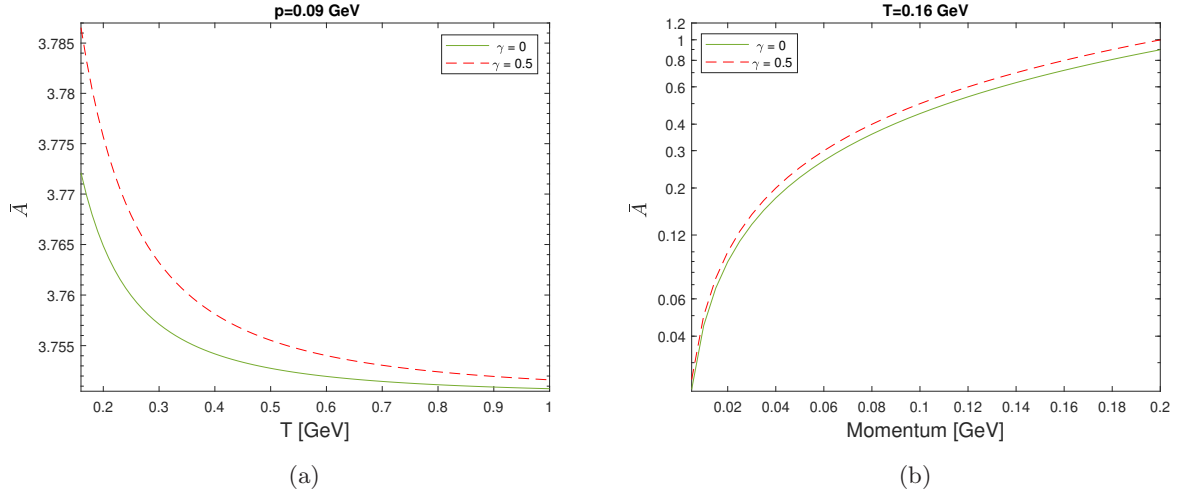 p=0.09 GeV
γ = 0
γ = 0.5
3.785
3.78
3.775
3.77
3.765
3.76
3.755
Ā
0.2 0.3 0.4 0.5 0.6 0.7 0.8 0.9 1
T [GeV]
(a)
T=0.16 GeV
γ = 0
γ = 0.5
1.2
1
0.8
0.6
0.4
0.3
0.2
0.12
0.06
0.04
Ā
0.02 0.04 0.06 0.08 0.10 0.12 0.14 0.16 0.18 0.2
Momentum [GeV]
(b)